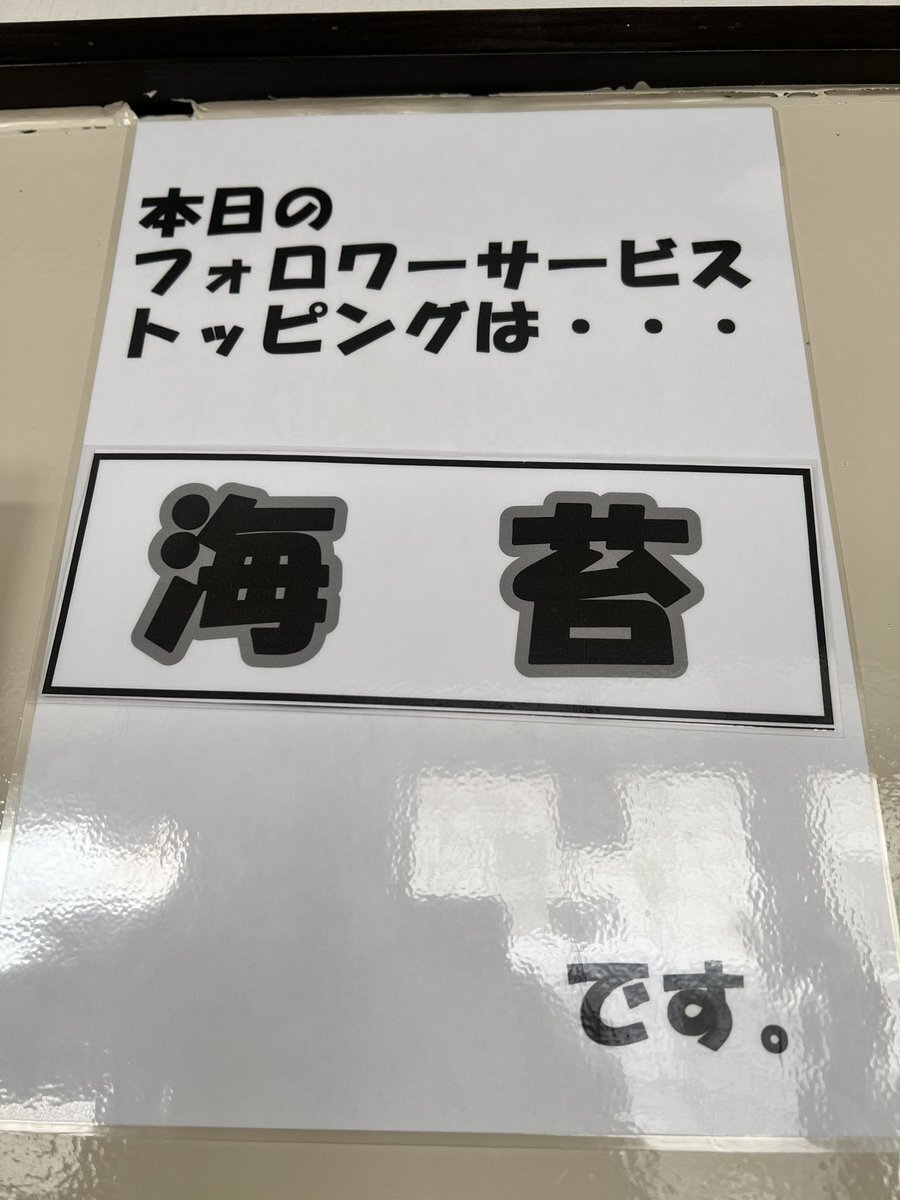 本日の
フォロワーサービス
トッピングは・・・
海苔
です。